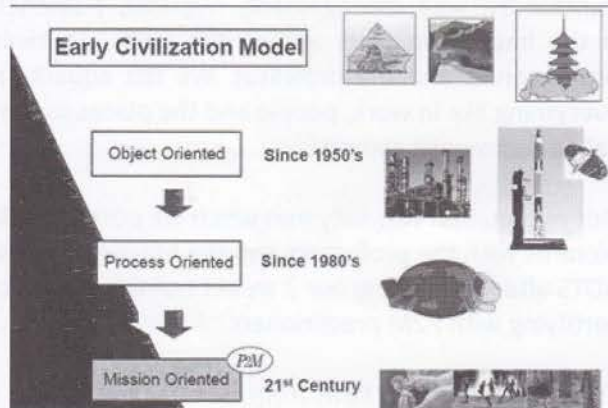 Early Civilization Model
Object Oriented
Since 1950's
Process Oriented
Since 1980's
P2M
Mission Oriented
21st Century